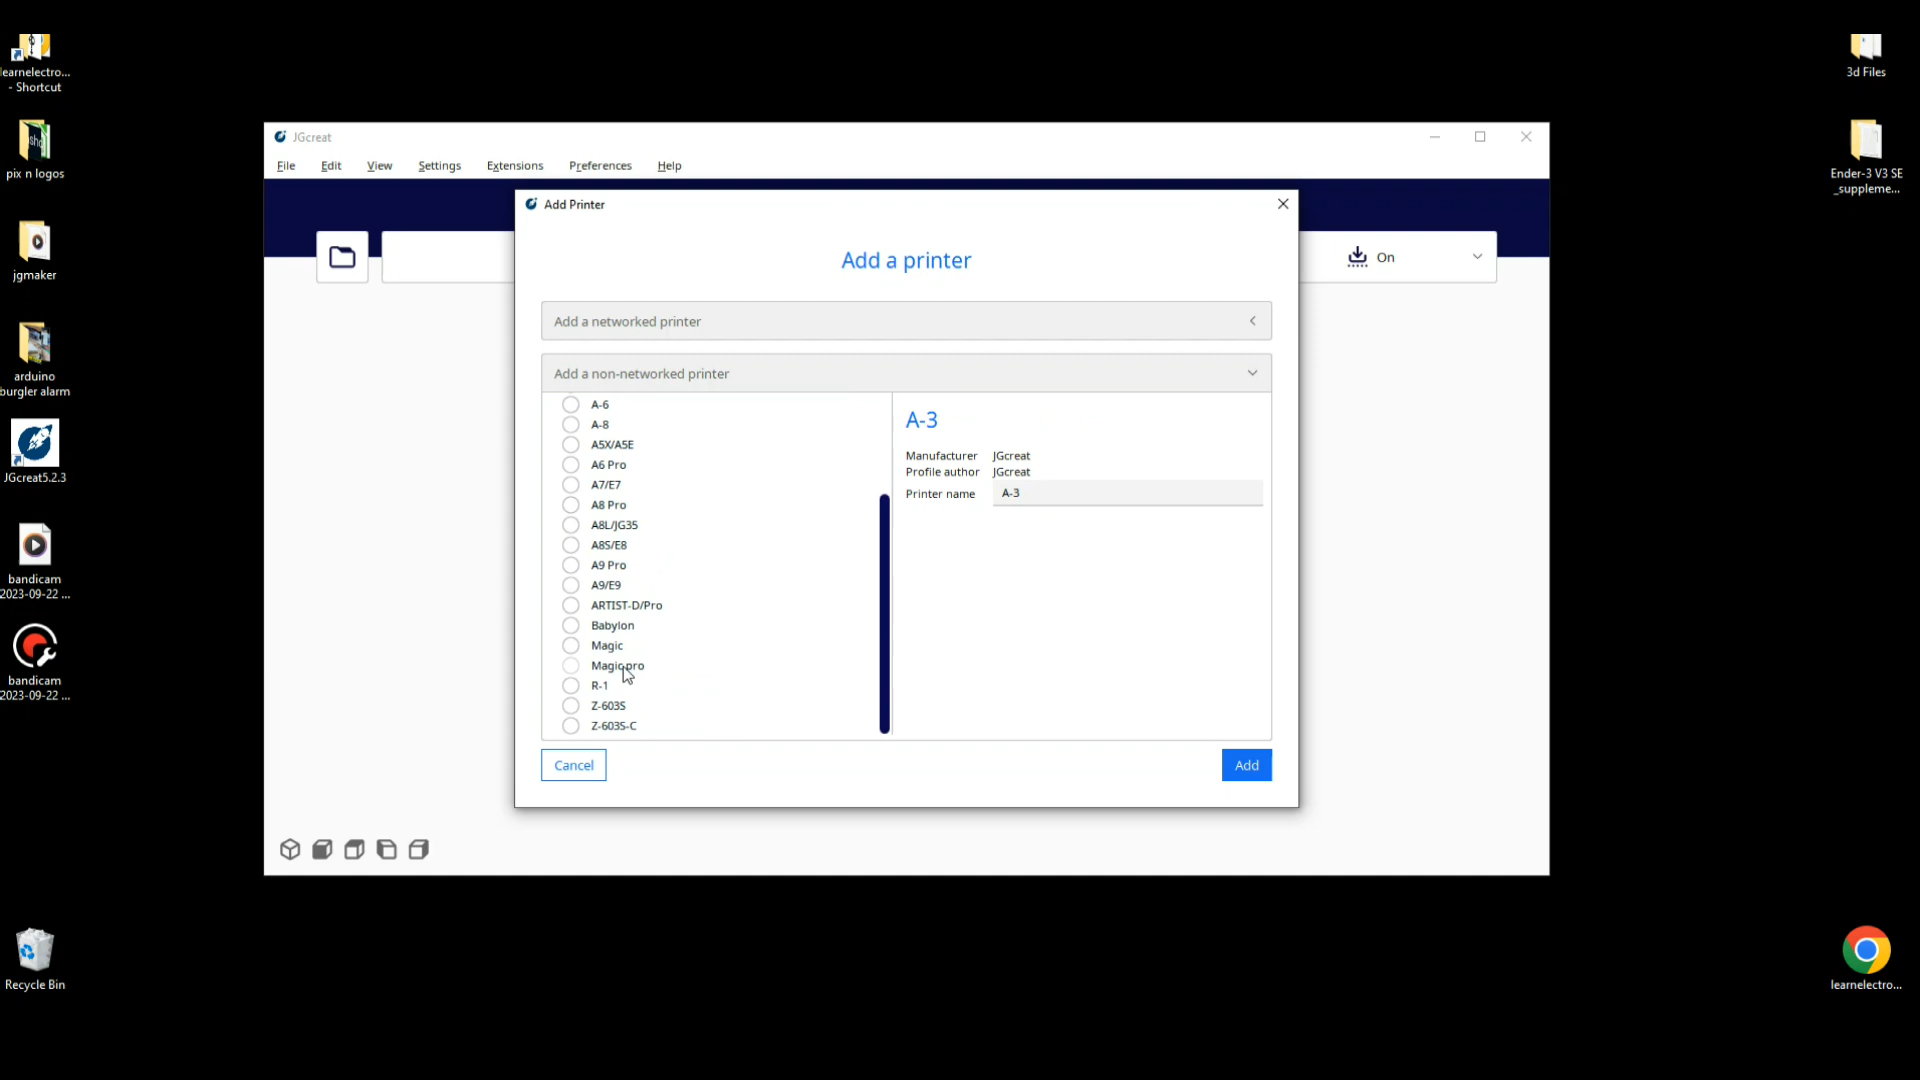 earnelectro...
- Shortcut
pix n logos
jgmaker
arduino
burgler alarm
JGcreat5.2.3
bandicam
2023-09-22 ...
bandicam
2023-09-22 ...
Recycle Bin
JGcreat
File Edit View Settings Extensions Preferences Help
On
Add Printer
Add a printer
Add a networked printer
Add a non-networked printer
A-6
A-8
A5X/A5E
A6 Pro
A7/E7
A8 Pro
A8L/JG35
A8S/E8
A9 Pro
A9/E9
ARTIST-D/Pro
Babylon
Magic
Magic pro
R-1
Z-603S
Z-603S-C
A-3
Manufacturer JGcreat
Profile author JGcreat
Printer name A-3
Cancel
Add
3d Files
Ender-3 V3 SE
_suppleme...
learnelectro...